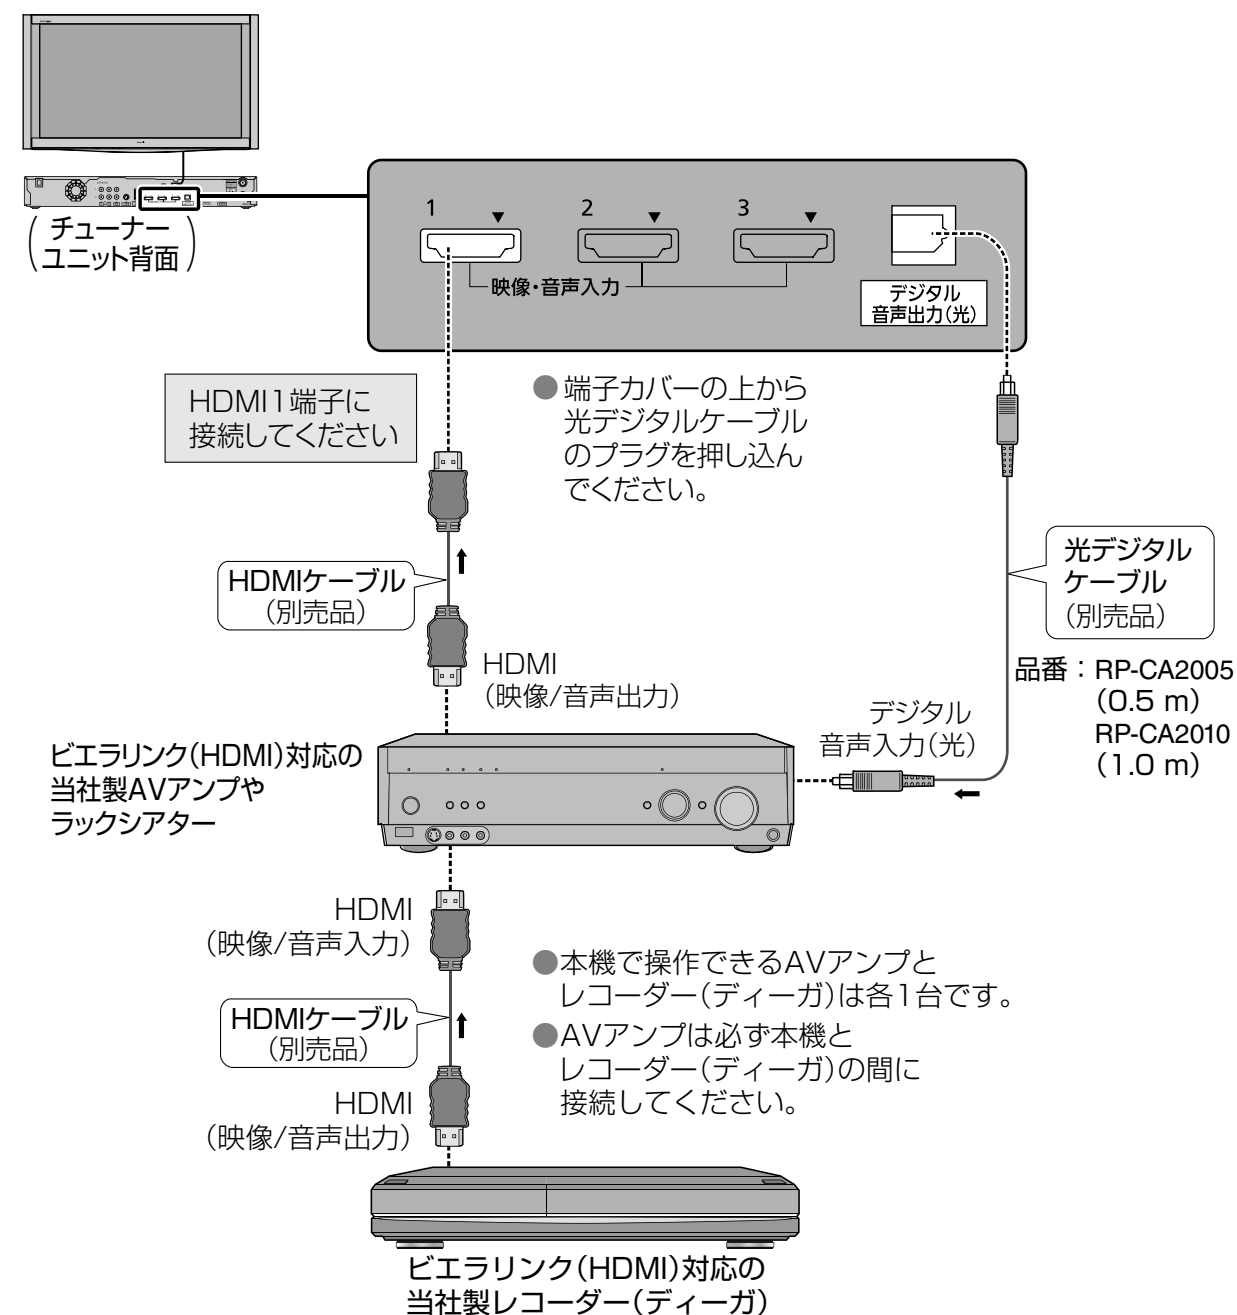 チューナー
ユニット背面
1
2
3
映像・音声入力
デジタル
音声出力(光)
HDMI1端子に
接続してください
●端子カバーの上から
光デジタルケーブル
のプラグを押し込ん
でください。
HDMIケーブル
(別売品)
光デジタル
ケーブル
(別売品)
品番：RP-CA2005
(0.5 m)
RP-CA2010
(1.0 m)
HDMI
(映像/音声出力)
デジタル
音声入力(光)
ビエラリンク(HDMI)対応の
当社製AVアンプや
ラックシアター
HDMI
(映像/音声入力)
●本機で操作できるAVアンプと
レコーダー(ディーガ)は各1台です。
●AVアンプは必ず本機と
レコーダー(ディーガ)の間に
接続してください。
HDMIケーブル
(別売品)
HDMI
(映像/音声出力)
ビエラリンク(HDMI)対応の
当社製レコーダー(ディーガ)